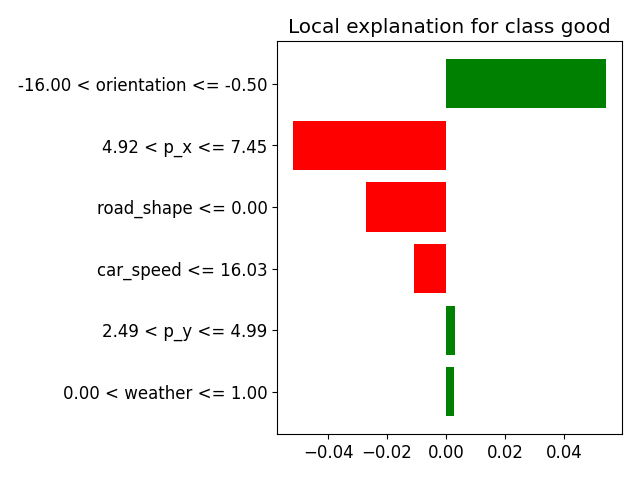 Local explanation for class good
-16.00 < orientation <= -0.50
4.92 < p_x <= 7.45
road_shape <= 0.00
car_speed <= 16.03
2.49 < p_y <= 4.99
0.00 < weather <= 1.00
−0.04 −0.02 0.00 0.02 0.04